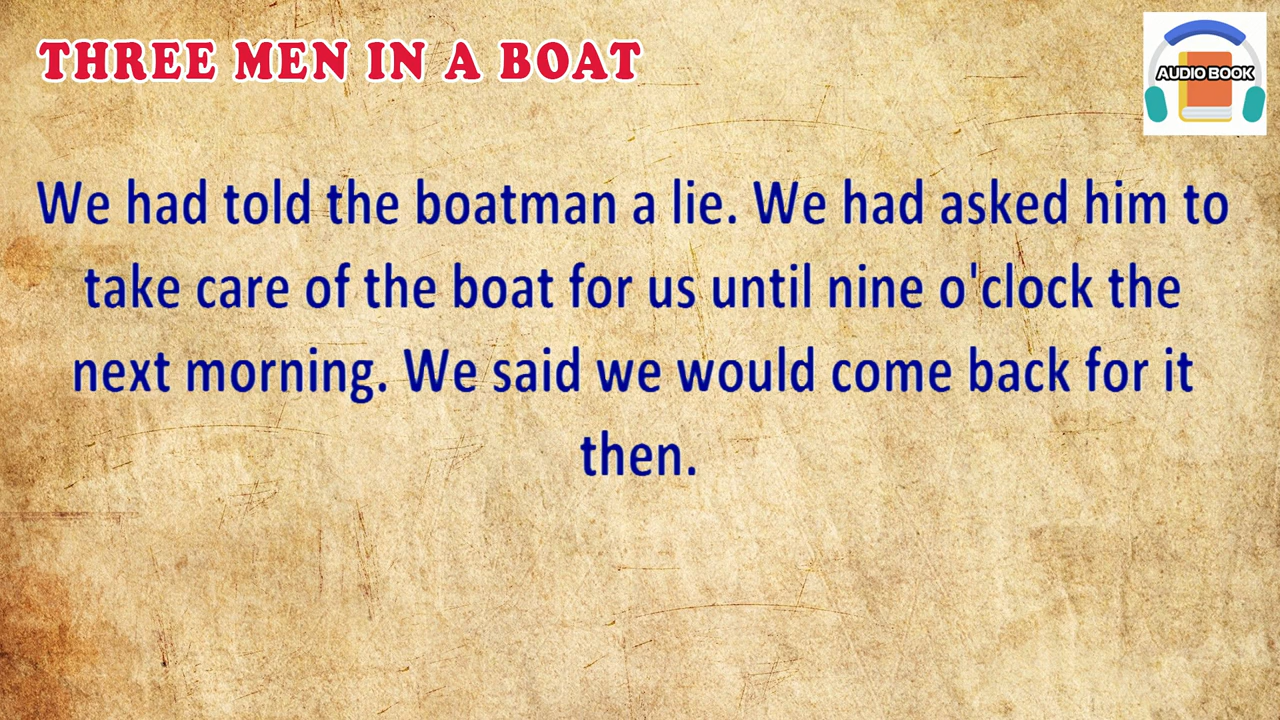 THREE MEN IN A BOAT
AUDIO BOOK
We had told the boatman a lie. We had asked him to
take care of the boat for us until nine o'clock the
next morning. We said we would come back for it
then.